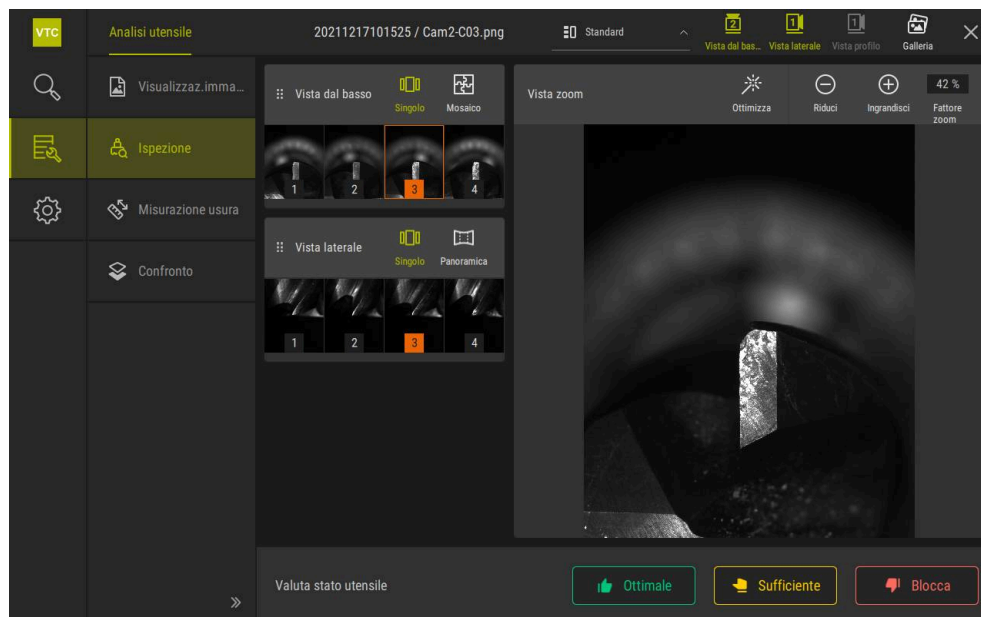 VTC
Analisi utensile
20211217101525 / Cam2-C03.png
Standard
2
Vista dal bas...
1
Vista laterale
1
Vista profilo
Galleria
Visualizzaz.imma...
Ispezione
Misurazione usura
Confronto
Vista dal basso
Singolo
Mosaico
1
2
3
4
Vista laterale
Singolo
Panoramica
1
2
3
4
Vista zoom
Ottimizza
Riduci
Ingrandisci
42 %
Fattore
zoom
Valuta stato utensile
Ottimale
Sufficiente
Blocca